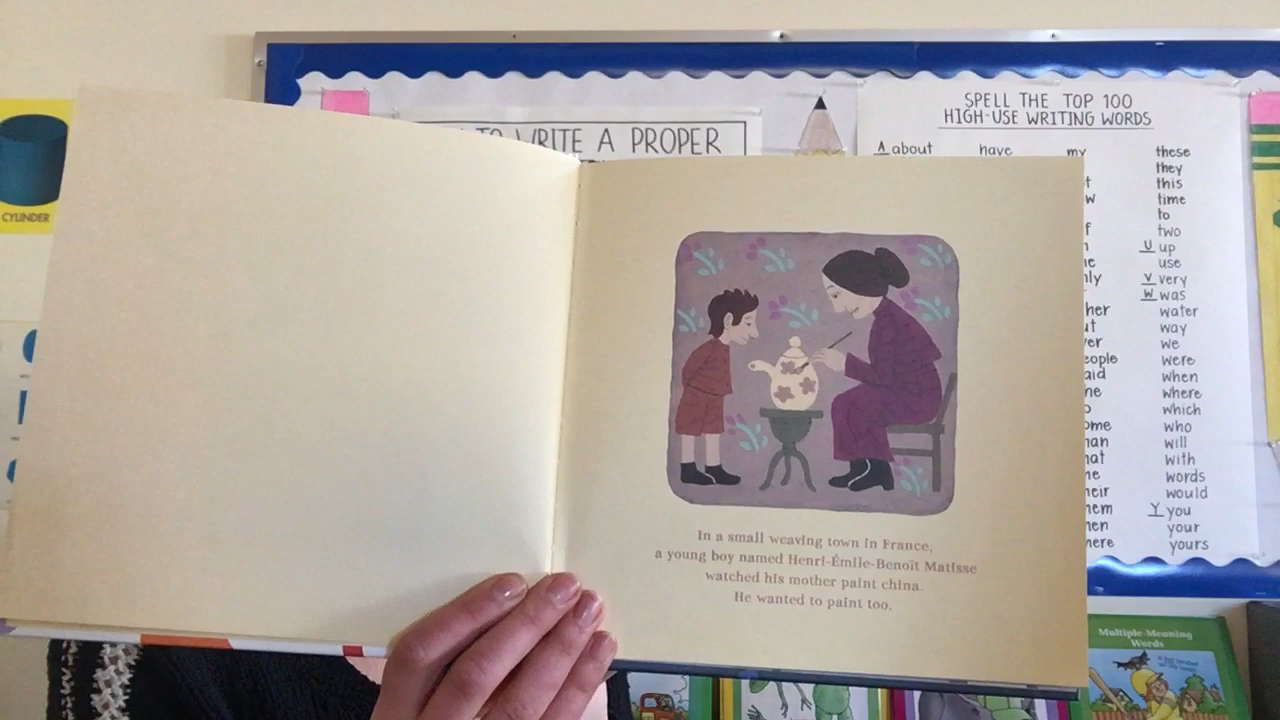 CYLINDER
TO WRITE A PROPER
SPELL THE TOP 100
HIGH-USE WRITING WORDS
A about have my these
they
this
time
to
two
U up
use
V very
W was
water
way
we
were
when
where
which
who
will
with
words
would
Y you
your
yours
In a small weaving town in France,
a young boy named Henri-Émile-Benoît Matisse
watched his mother paint china.
He wanted to paint too.
Multiple-Meaning
Words